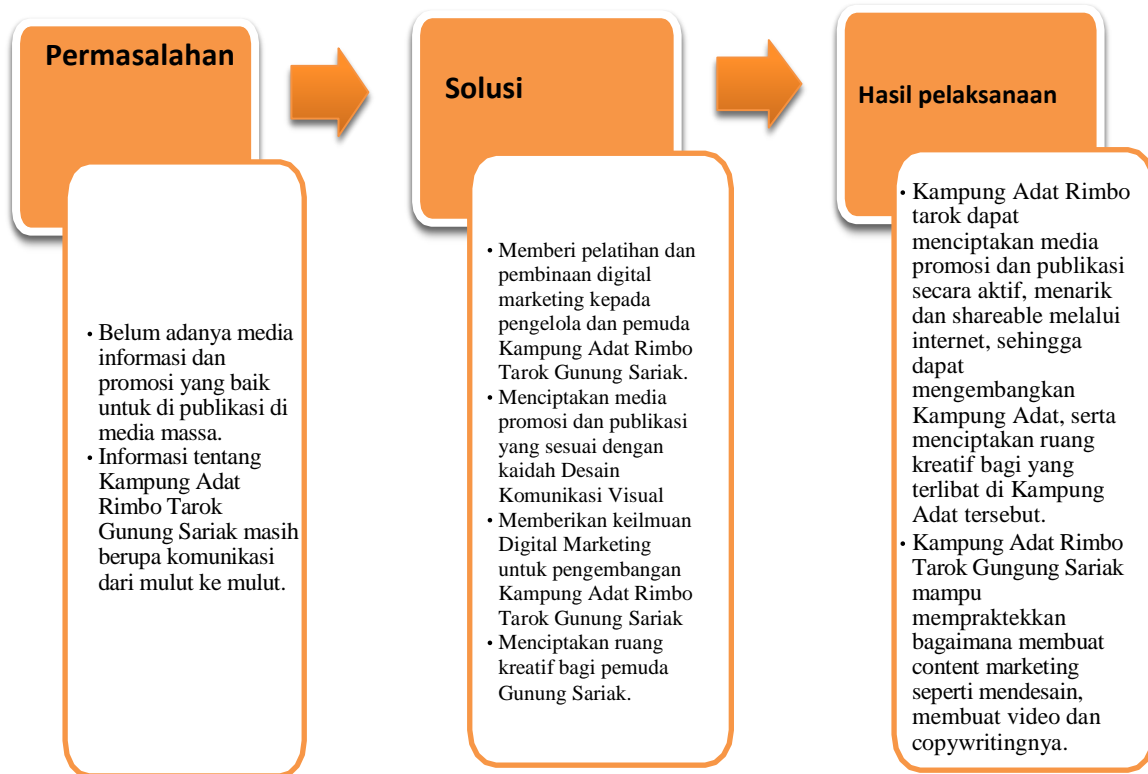 Permasalahan
• Belum adanya media
informasi dan
promosi yang baik
untuk di publikasi di
media massa.
• Informasi tentang
Kampung Adat
Rimbo Tarok
Gunung Sariak masih
berupa komunikasi
dari mulut ke mulut.
Solusi
• Memberi pelatihan dan
pembinaan digital
marketing kepada
pengelola dan pemuda
Kampung Adat Rimbo
Tarok Gunung Sariak.
• Menciptakan media
promosi dan publikasi
yang sesuai dengan
kaidah Desain
Komunikasi Visual
• Memberikan keilmuan
Digital Marketing
untuk pengembangan
Kampung Adat Rimbo
Tarok Gunung Sariak
• Menciptakan ruang
kreatif bagi pemuda
Gunung Sariak.
Hasil pelaksanaan
• Kampung Adat Rimbo
tarok dapat
menciptakan media
promosi dan publikasi
secara aktif, menarik
dan shareable melalui
internet, sehingga
dapat
mengembangkan
Kampung Adat, serta
menciptakan ruang
kreatif bagi yang
terlibat di Kampung
Adat tersebut.
• Kampung Adat Rimbo
Tarok Gungung Sariak
mampu
mempraktekkan
bagaimana membuat
content marketing
seperti mendesain,
membuat video dan
copywritingnya.